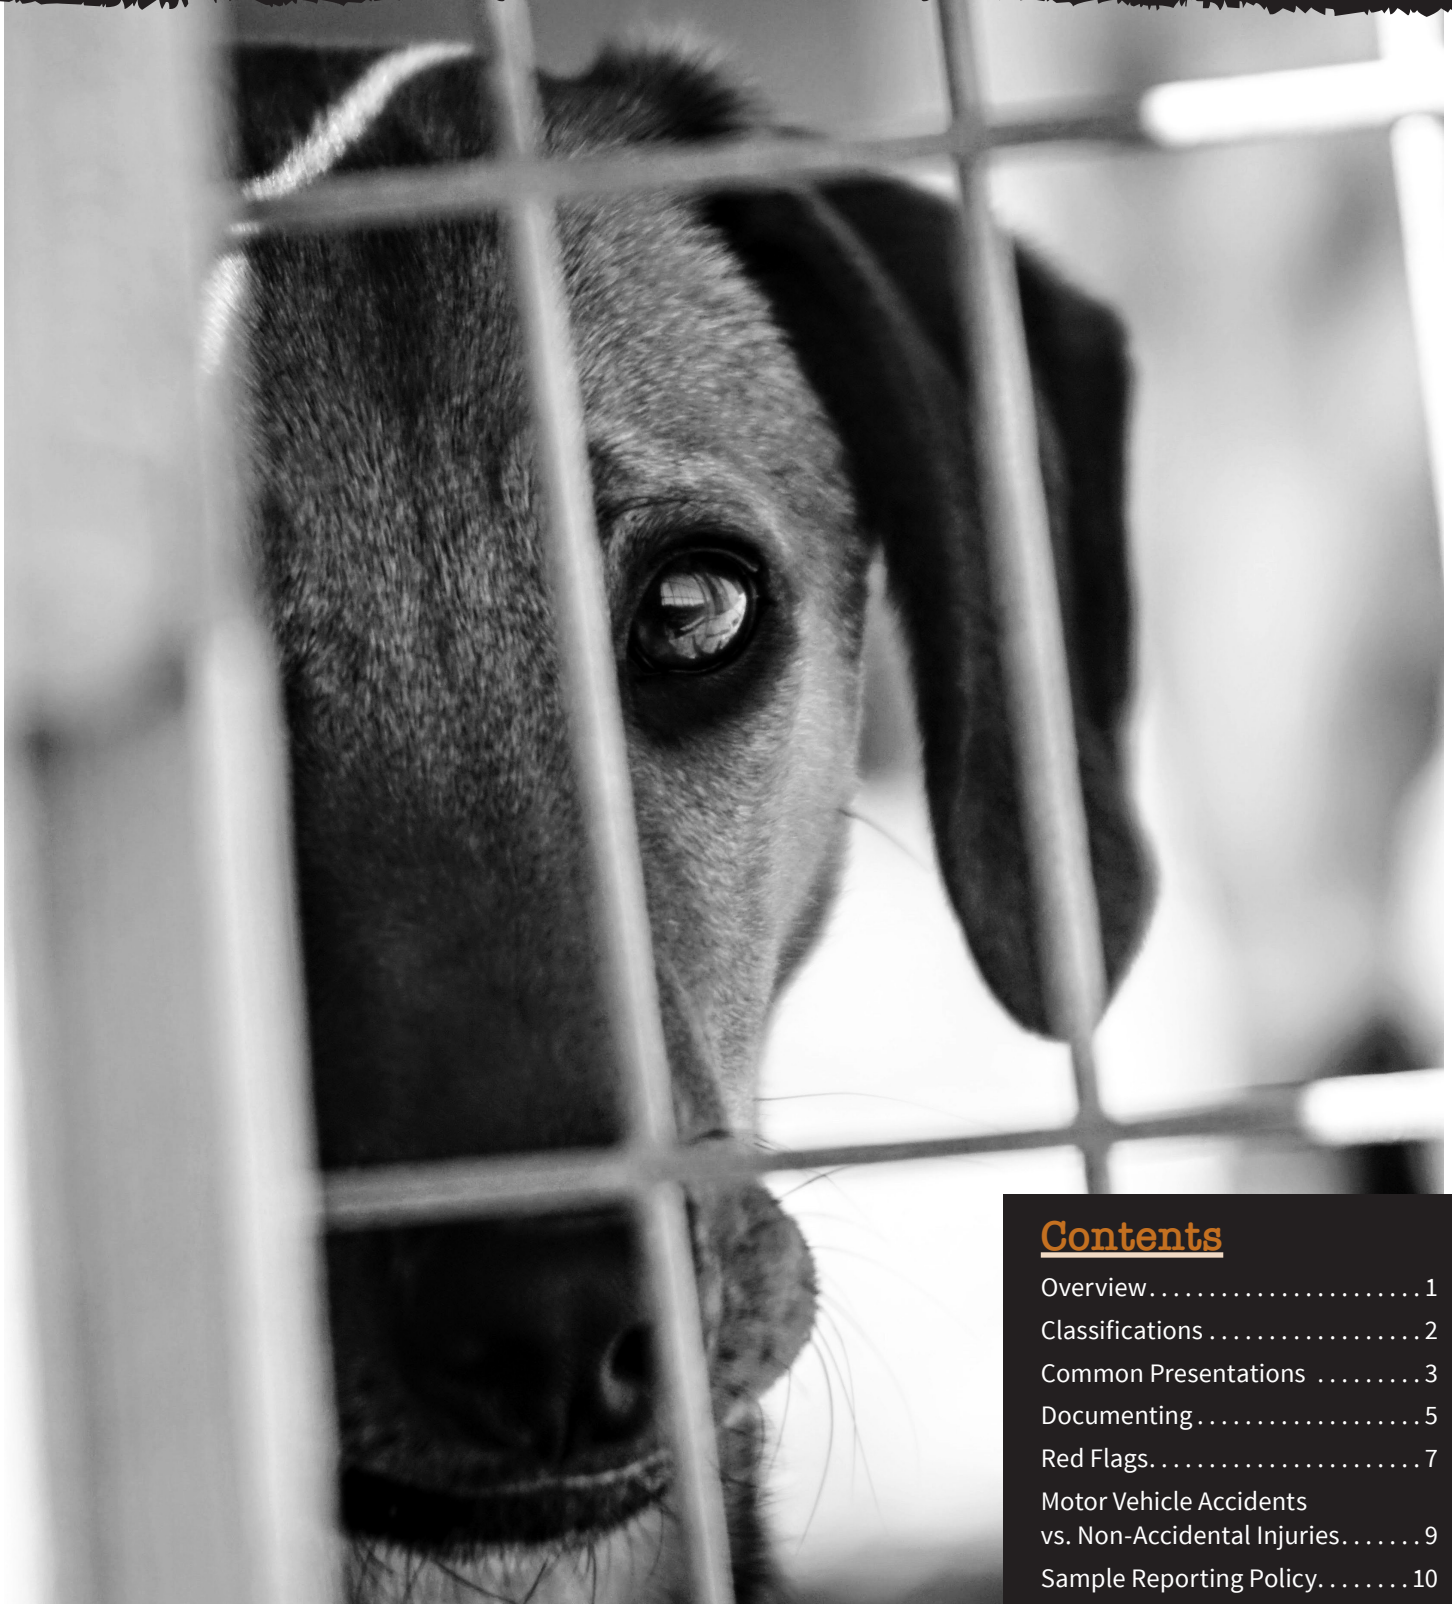 Contents
Overview. . . . . . . . . . . . . . . . . . . . . . . 1
Classifications . . . . . . . . . . . . . . . . . . 2
Common Presentations . . . . . . . . . 3
Documenting . . . . . . . . . . . . . . . . . . . 5
Red Flags. . . . . . . . . . . . . . . . . . . . . . . 7
Motor Vehicle Accidents
vs. Non-Accidental Injuries. . . . . . . 9
Sample Reporting Policy. . . . . . . . 10